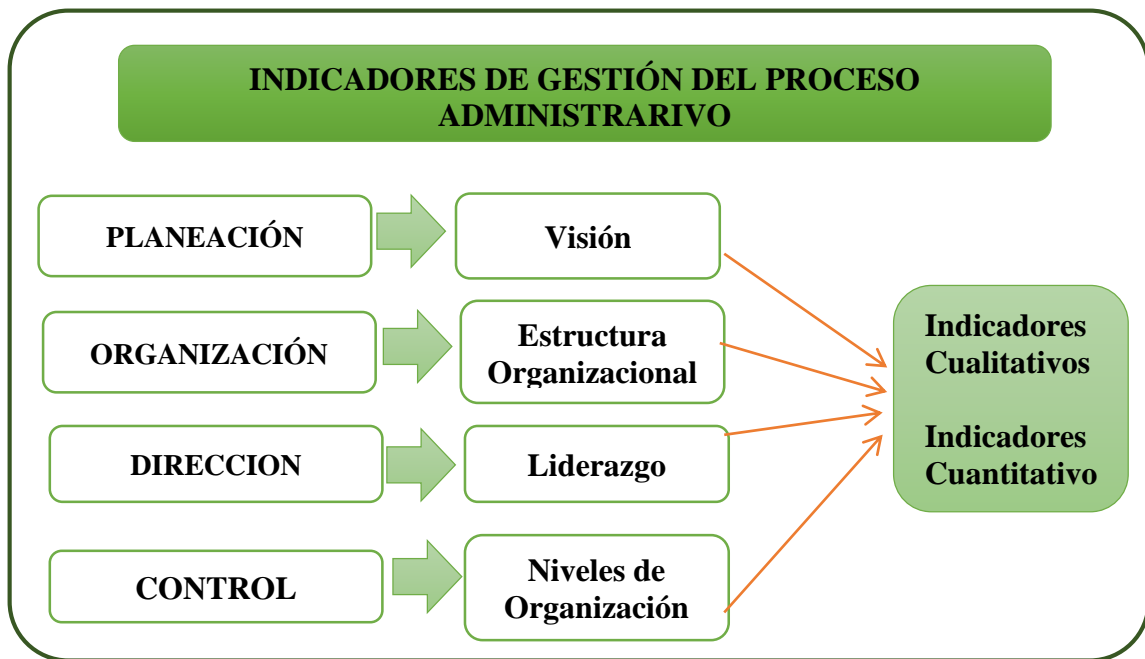 INDICADORES DE GESTIÓN DEL PROCESO
ADMINISTRARIVO
PLANEACIÓN
Visión
ORGANIZACIÓN
Estructura
Organizacional
DIRECCION
Liderazgo
CONTROL
Niveles de
Organización
Indicadores
Cualitativos
Indicadores
Cuantitativo